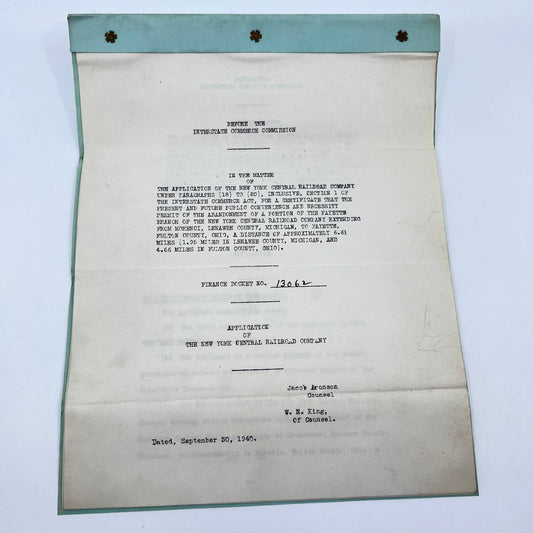 BEFORE THE
INTERSTATE COMMERCE COMMISSION
IN THE MATTER
OF
THE APPLICATION OF THE NEW YORK CENTRAL RAILROAD COMPANY
UNDER PARAGRAPHS (18) TO (20), INCLUSIVE, SECTION 1 OF
THE INTERSTATE COMMERCE ACT, FOR A CERTIFICATE THAT THE
PRESENT AND FUTURE PUBLIC CONVENIENCE AND NECESSITY
PERMIT OF THE ABANDONMENT OF A PORTION OF THE FAYETTE
BRANCH OF THE NEW YORK CENTRAL RAILROAD COMPANY EXTENDING
FROM MORENCI, LENAWEE COUNTY, MICHIGAN, TO FAYETTE,
FULTON COUNTY, OHIO, A DISTANCE OF APPROXIMATELY 6.61
MILES (1.95 MILES IN LENAWEE COUNTY, MICHIGAN, AND
4.66 MILES IN FULTON COUNTY, OHIO).
FINANCE DOCKET NO. 13062
APPLICATION
OF
THE NEW YORK CENTRAL RAILROAD COMPANY
Jacob Aronson
Counsel
W. H. King,
Of Counsel.
Dated, September 30, 1940.